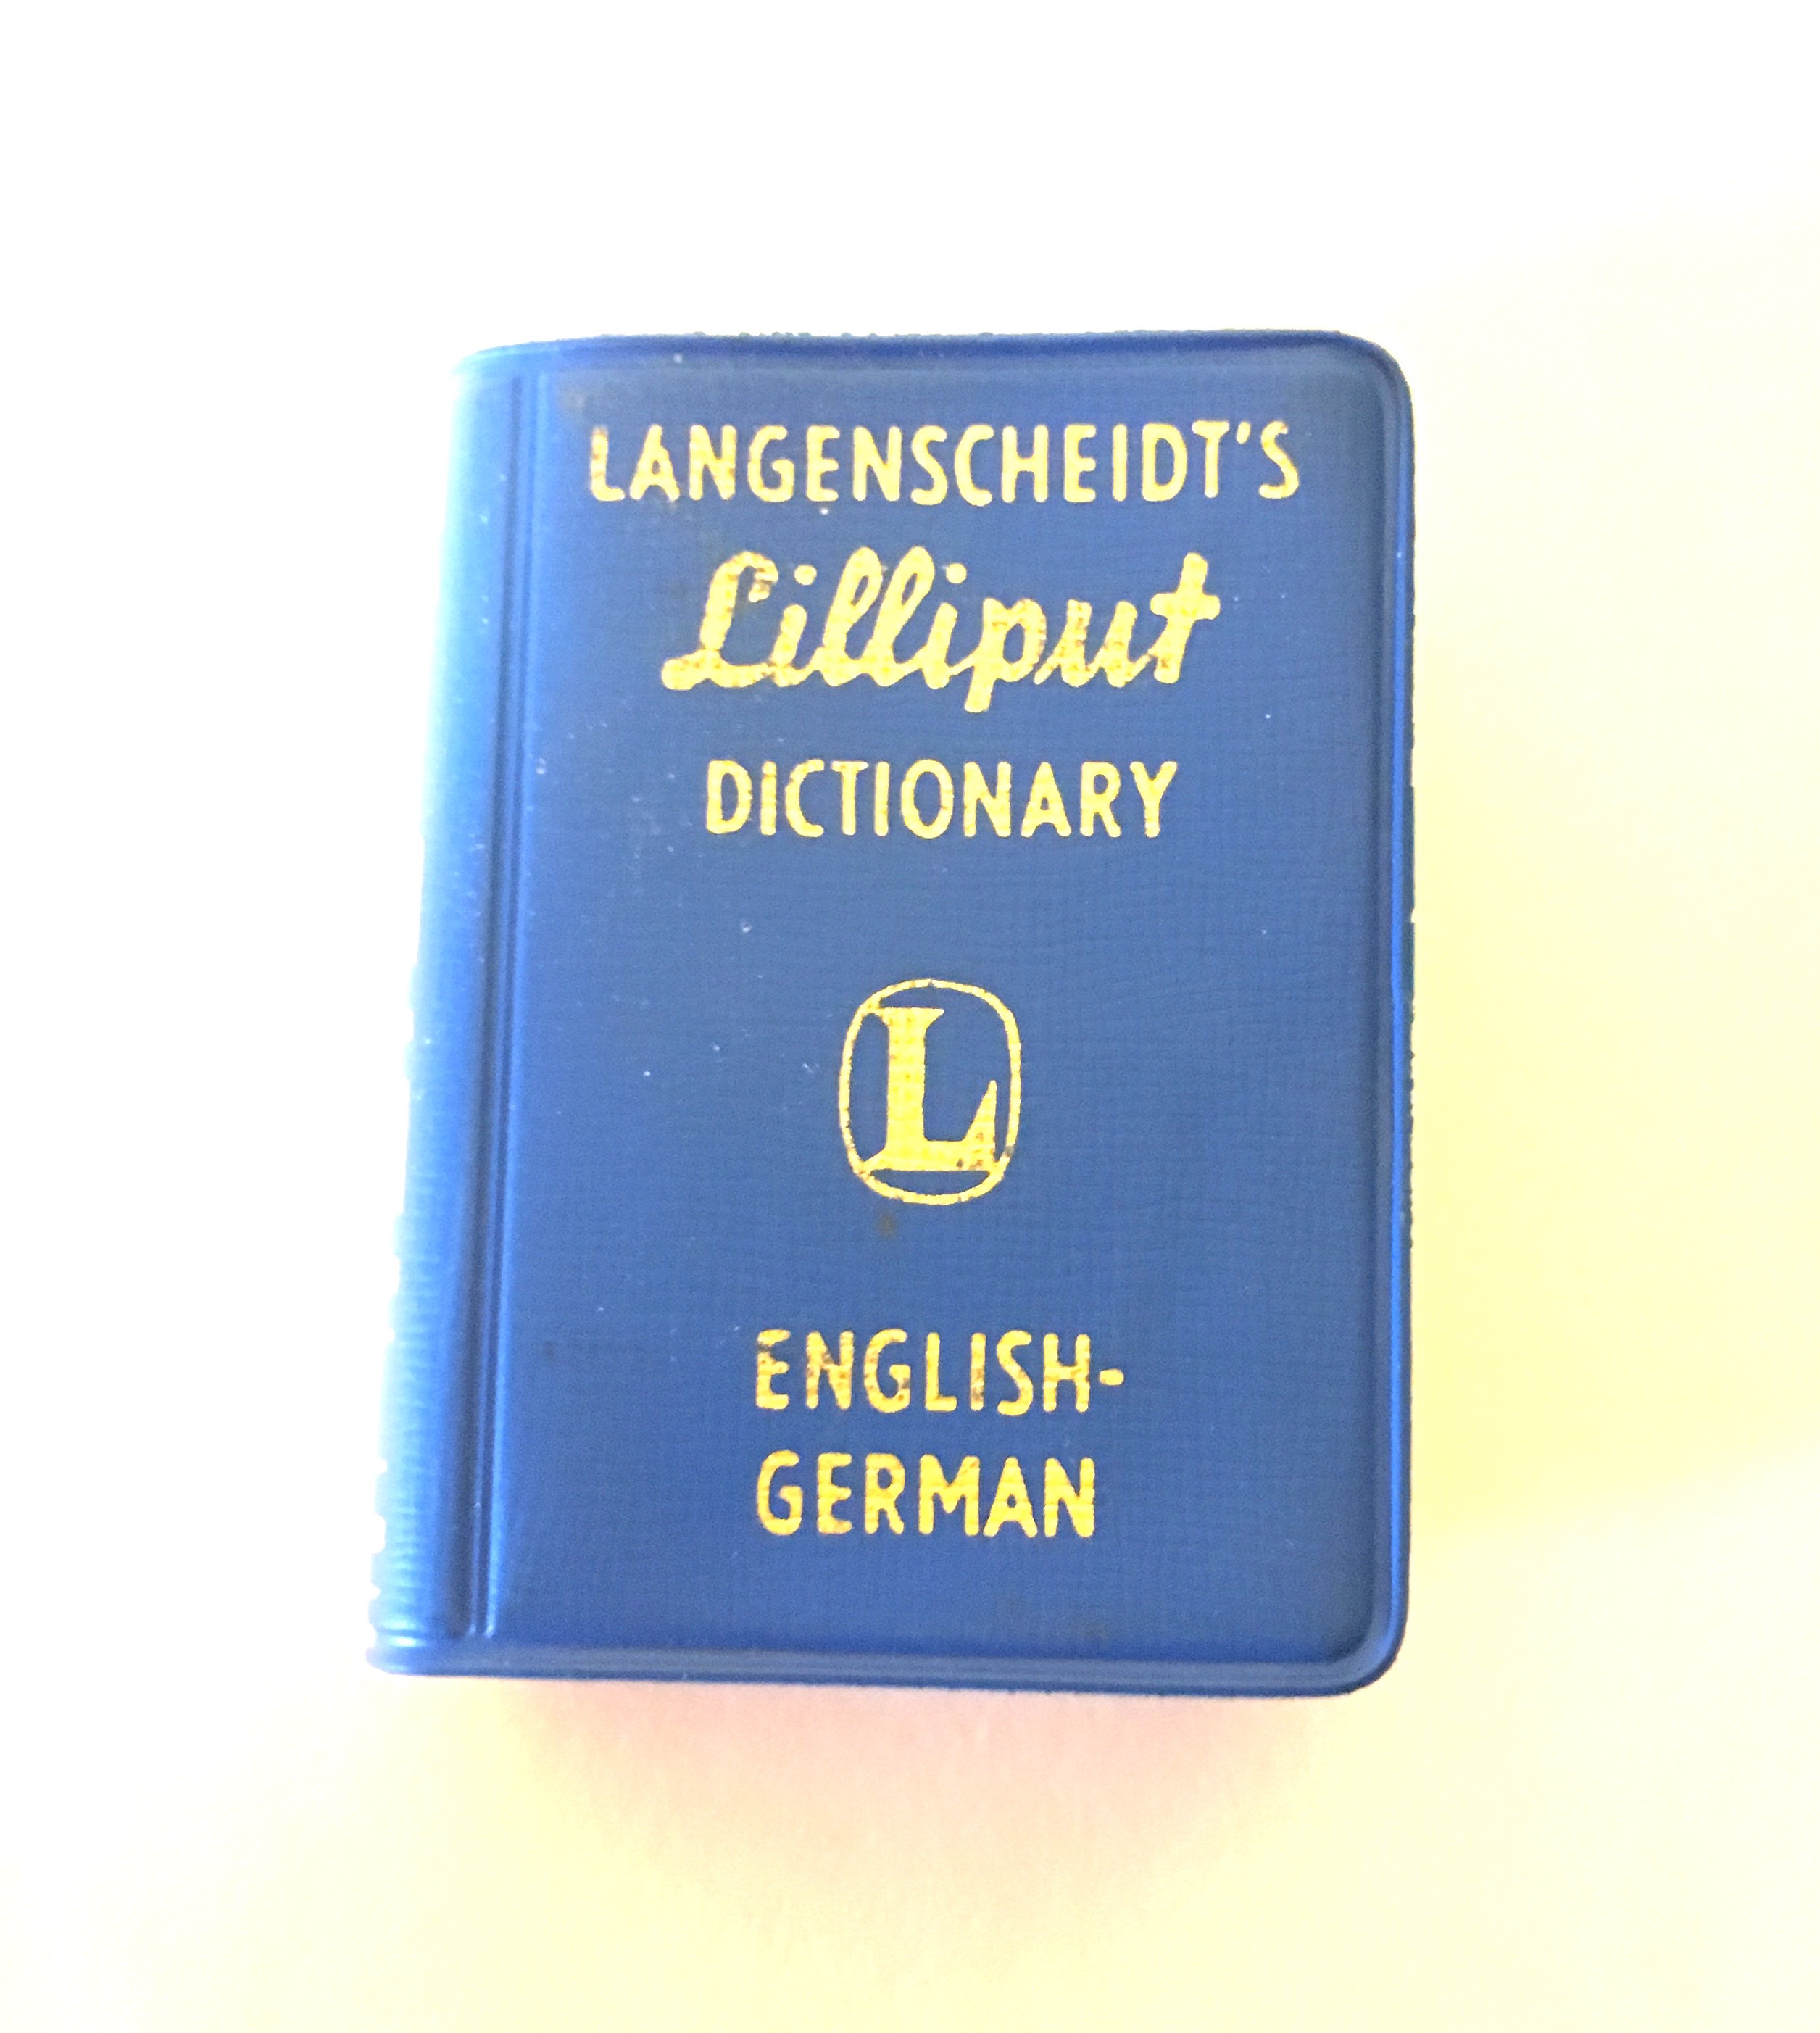 LANGENSCHEIDT'S
Lilliput
DICTIONARY
L
ENGLISH-
GERMAN